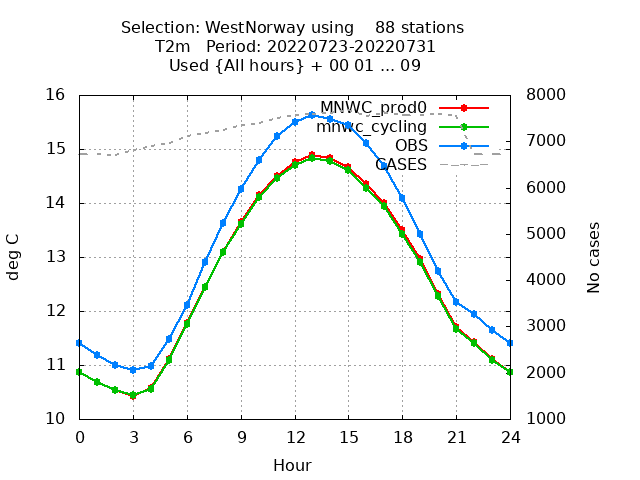 Selection: WestNorway using    88 stations
T2m   Period: 20220723-20220731
Used {All hours} + 00 01 ... 09
MNWC_prod0
mnwc_cycling
OBS
CASES
deg C
16
15
14
13
12
11
10
8000
7000
6000
5000
4000
3000
2000
1000
No cases
0 3 6 9 12 15 18 21 24
Hour